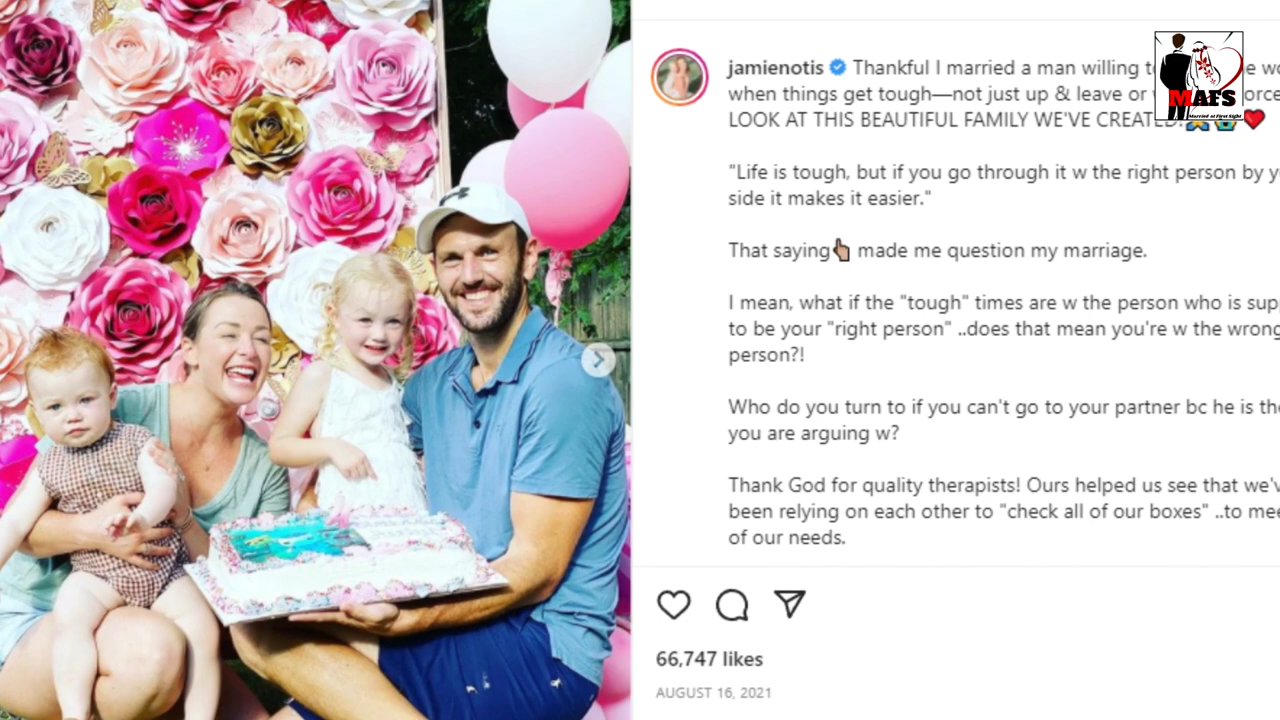 jamienotis Thankful I married a man willing
when things get tough—not just up & leave or
LOOK AT THIS BEAUTIFUL FAMILY WE'VE CREATED!
MAFS
Married at First Sight
"Life is tough, but if you go through it w the right person by
side it makes it easier."
That saying made me question my marriage.
I mean, what if the "tough" times are w the person who is
to be your "right person" ..does that mean you're w the wrong
person?!
Who do you turn to if you can't go to your partner bc he is
you are arguing w?
Thank God for quality therapists! Ours helped us see that
been relying on each other to "check all of our boxes" ..to
of our needs.
66,747 likes
AUGUST 16, 2021